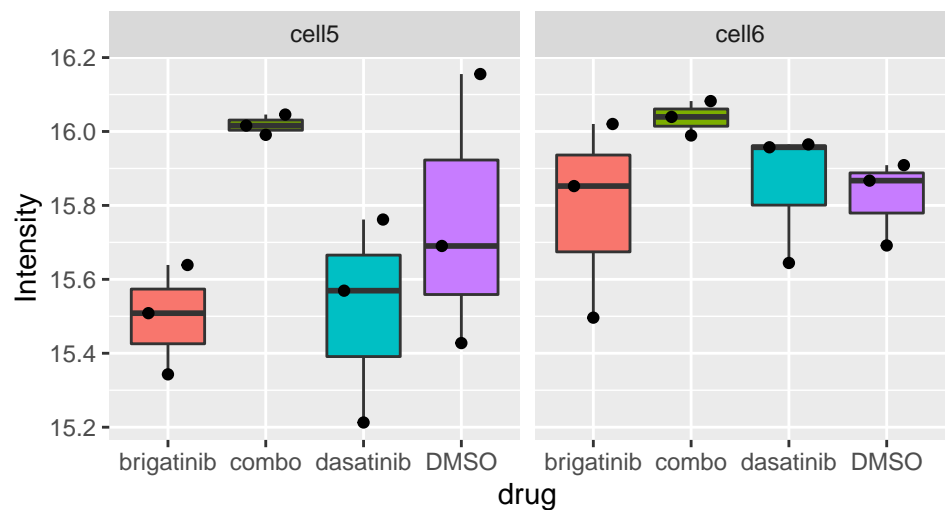 cell5 cell6
16.2
16.0
15.8
15.6
15.4
15.2
Intensity
brigatinib combo dasatinib DMSO brigatinib combo dasatinib DMSO
drug